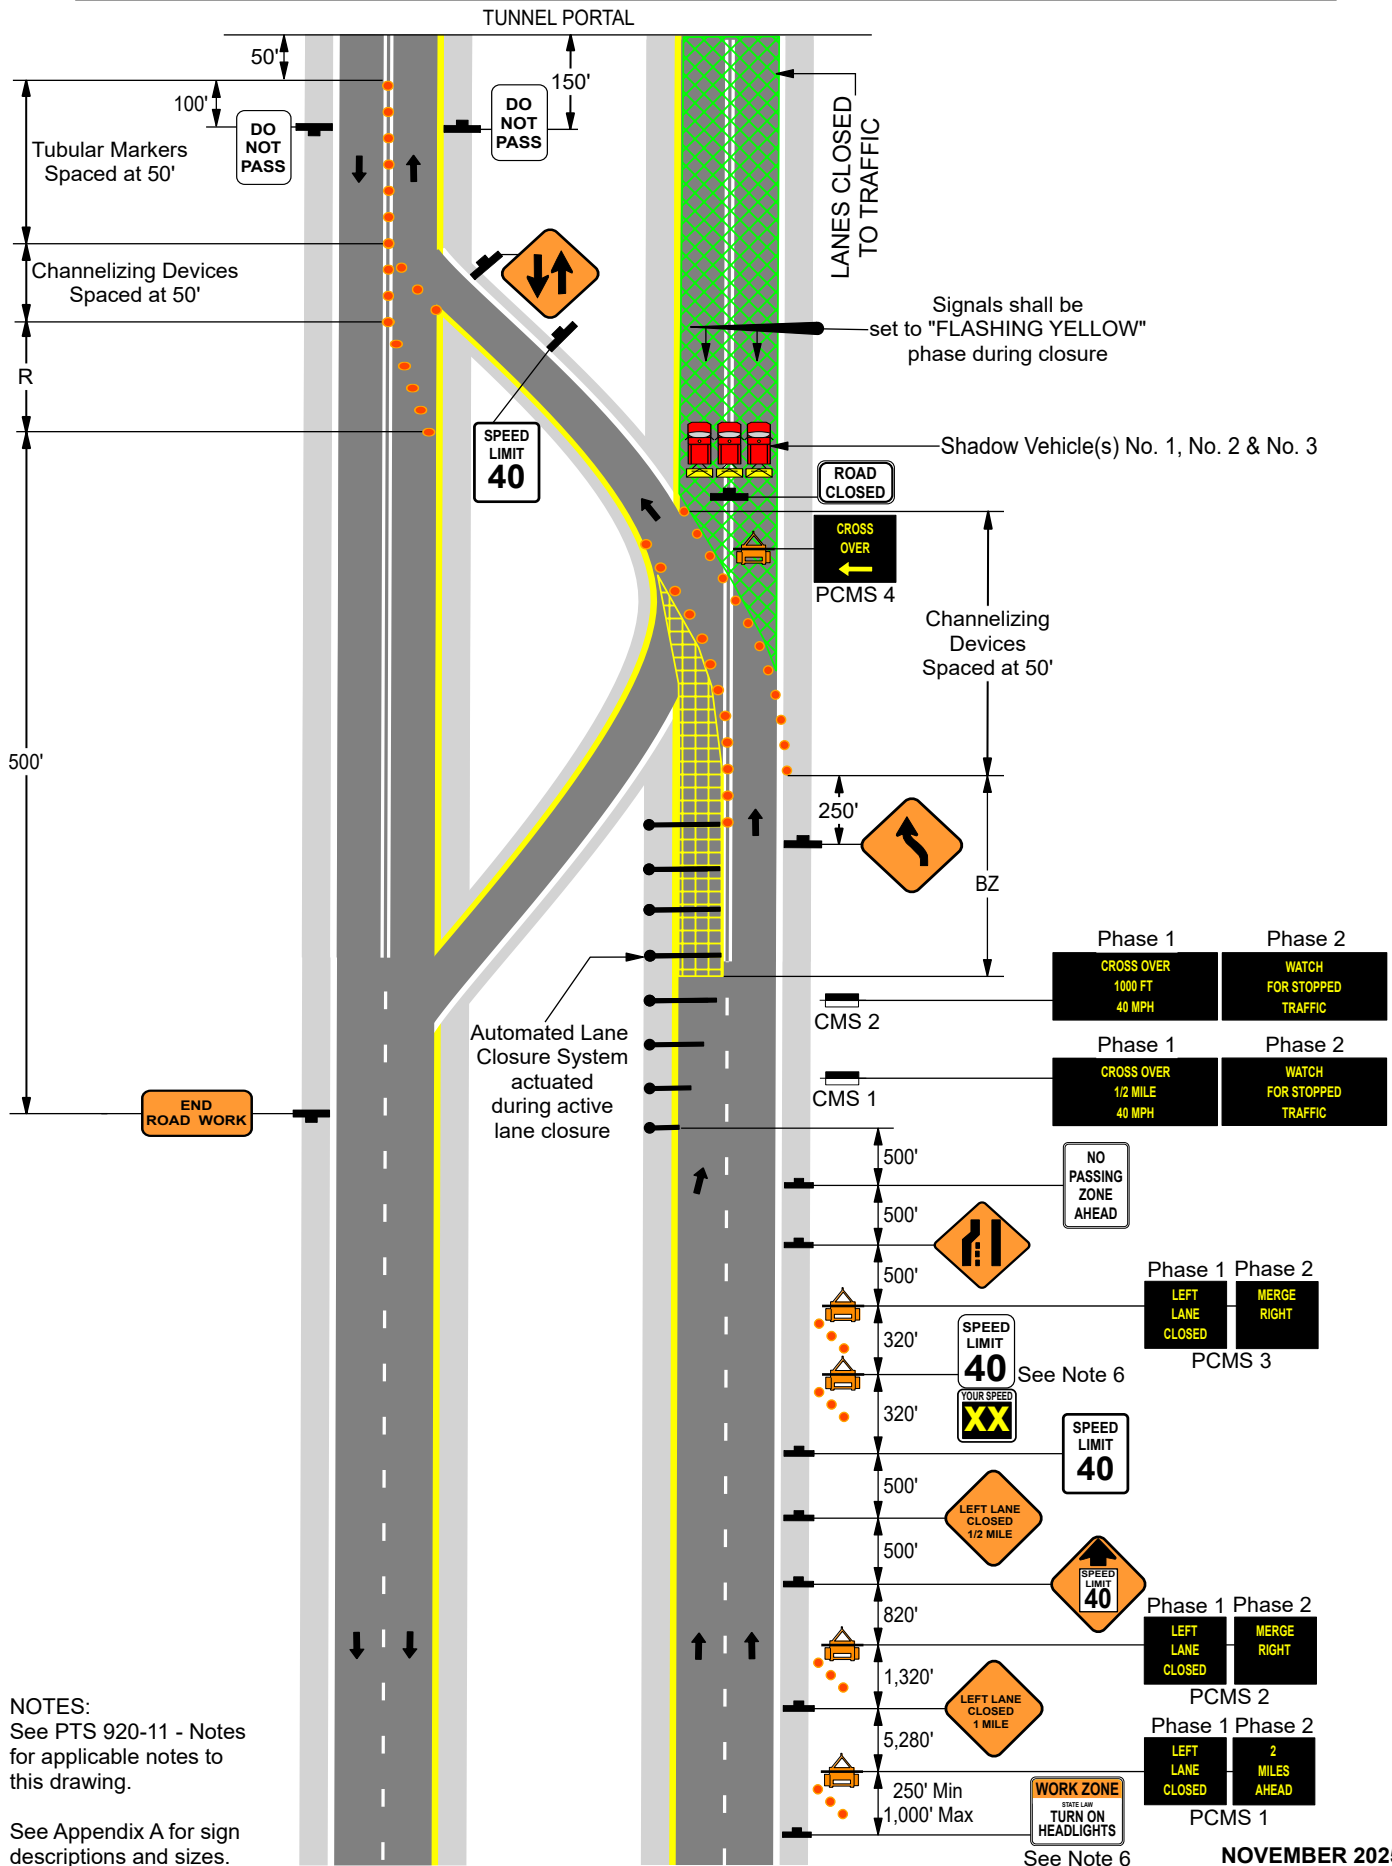 TUNNEL PORTAL
50'
150'
100'
DO
NOT
PASS
DO
NOT
PASS
Tubular Markers
Spaced at 50'
LANES CLOSED
TO TRAFFIC
Channelizing Devices
Spaced at 50'
Signals shall be
set to "FLASHING YELLOW"
phase during closure
R
SPEED
LIMIT
40
Shadow Vehicle(s) No. 1, No. 2 & No. 3
ROAD
CLOSED
CROSS
OVER
PCMS 4
Channelizing
Devices
Spaced at 50'
500'
250'
BZ
Phase 1
Phase 2
CROSS OVER
1000 FT
40 MPH
WATCH
FOR STOPPED
TRAFFIC
CMS 2
Automated Lane
Closure System
actuated
during active
lane closure
Phase 1
Phase 2
CROSS OVER
1/2 MILE
40 MPH
WATCH
FOR STOPPED
TRAFFIC
CMS 1
END
ROAD WORK
500'
NO
PASSING
ZONE
AHEAD
500'
500'
Phase 1 Phase 2
LEFT
LANE
CLOSED
MERGE
RIGHT
PCMS 3
320'
SPEED
LIMIT
40
See Note 6
YOUR SPEED
XX
320'
SPEED
LIMIT
40
500'
LEFT LANE
CLOSED
1/2 MILE
500'
SPEED
LIMIT
40
820'
Phase 1 Phase 2
LEFT
LANE
CLOSED
MERGE
RIGHT
PCMS 2
1,320'
LEFT LANE
CLOSED
1 MILE
5,280'
Phase 1 Phase 2
LEFT
LANE
CLOSED
2
MILES
AHEAD
PCMS 1
250' Min
1,000' Max
WORK ZONE
STATE LAW
TURN ON
HEADLIGHTS
See Note 6
NOTES:
See PTS 920-11 - Notes
for applicable notes to
this drawing.
See Appendix A for sign
descriptions and sizes.
NOVEMBER 2025